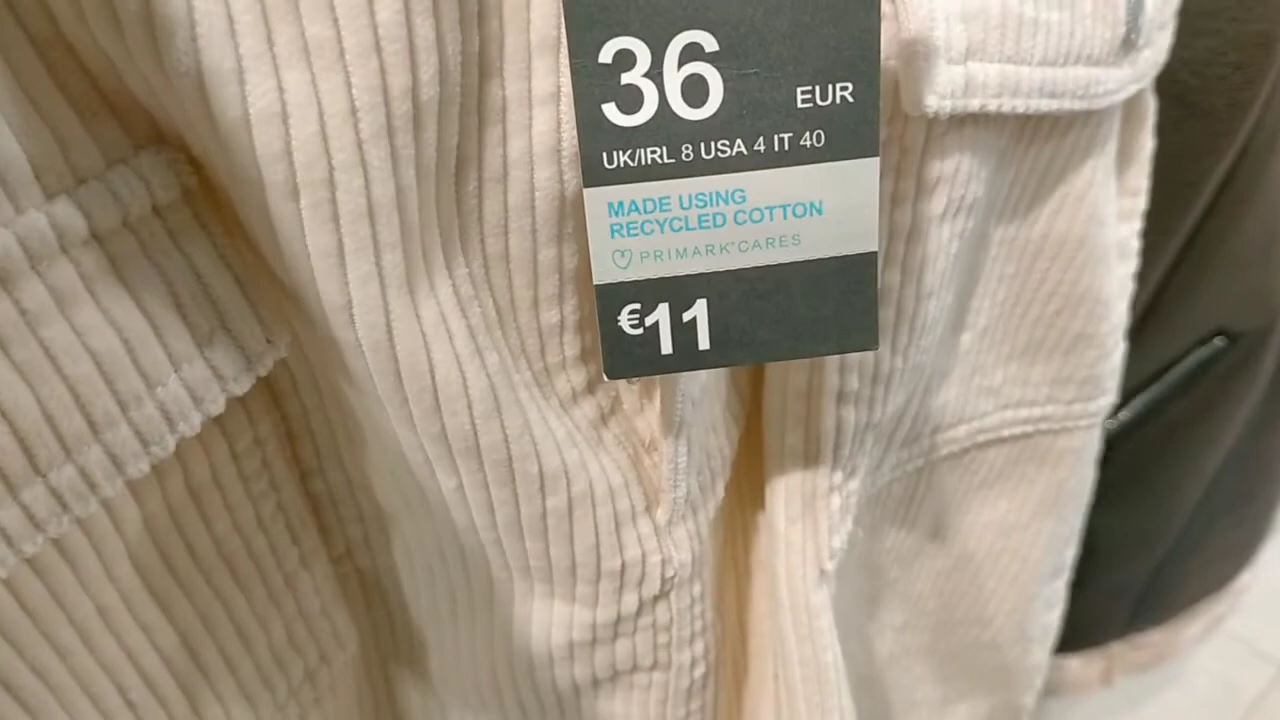 36 EUR
UK/IRL 8 USA 4 IT 40
MADE USING
RECYCLED COTTON
PRIMARK®CARES
€11